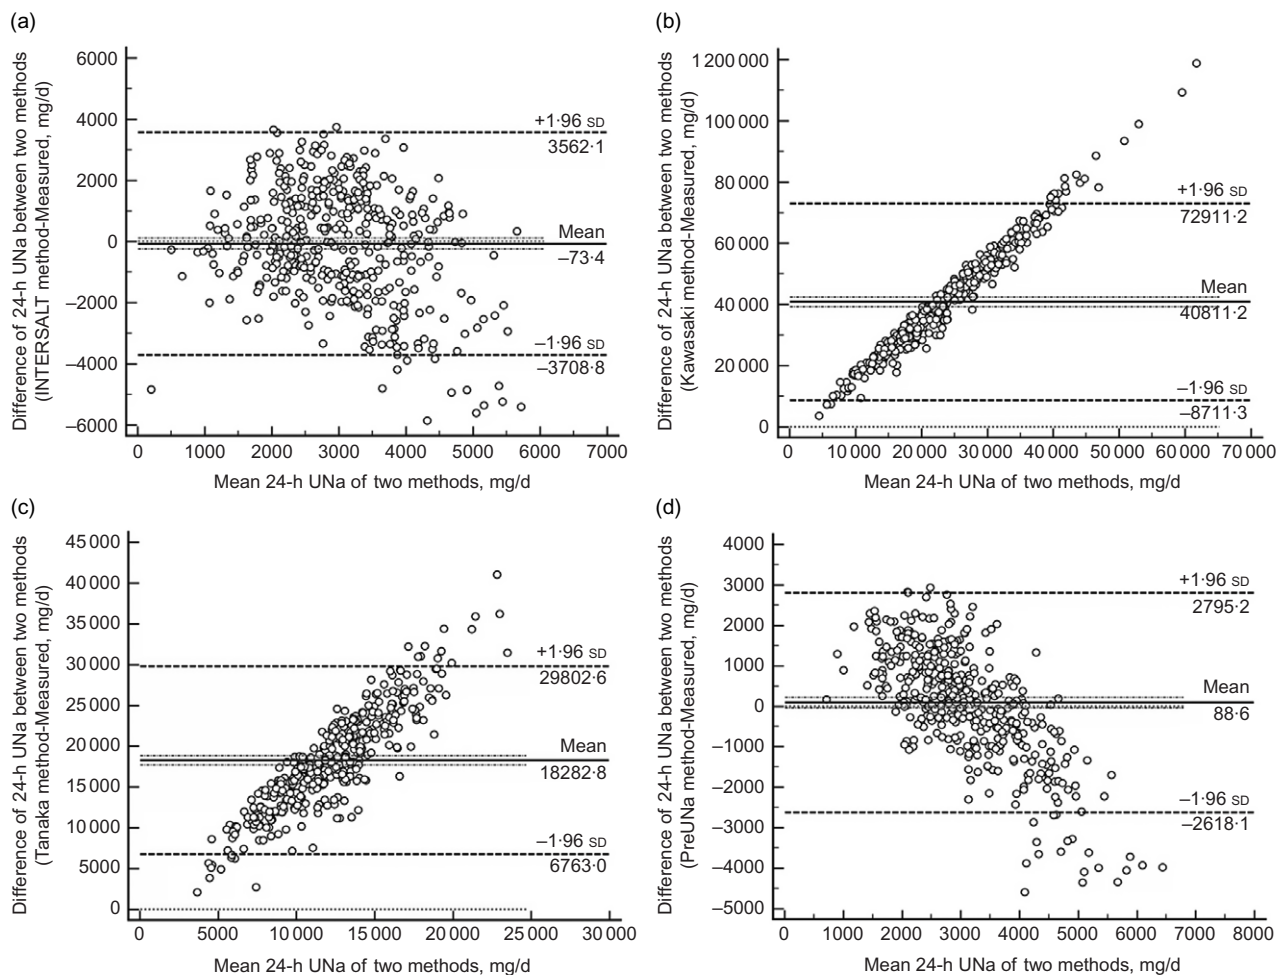 (a)
Difference of 24-h UNa between two methods
(INTERSALT method-Measured, mg/d)
6000
4000
2000
0
–2000
–4000
–6000
+1·96 SD
3562·1
Mean
–73·4
–1·96 SD
–3708·8
0 1000 2000 3000 4000 5000 6000 7000
Mean 24-h UNa of two methods, mg/d
(b)
Difference of 24-h UNa between two methods
(Kawasaki method-Measured, mg/d)
1 200 000
100 000
80 000
60 000
40 000
20 000
0
+1·96 SD
72911·2
Mean
40811·2
–1·96 SD
–8711·3
0 10 000 20 000 30 000 40 000 50 000 60 000 70 000
Mean 24-h UNa of two methods, mg/d
(c)
Difference of 24-h UNa between two methods
(Tanaka method-Measured, mg/d)
45 000
40 000
35 000
30 000
25 000
20 000
15 000
10 000
5000
0
+1·96 SD
29802·6
Mean
18282·8
–1·96 SD
6763·0
0 5000 10 000 15 000 20 000 25 000 30 000
Mean 24-h UNa of two methods, mg/d
(d)
Difference of 24-h UNa between two methods
(PreUNa method-Measured, mg/d)
4000
3000
2000
1000
0
–1000
–2000
–3000
–4000
–5000
+1·96 SD
2795·2
Mean
88·6
–1·96 SD
–2618·1
0 1000 2000 3000 4000 5000 6000 7000 8000
Mean 24-h UNa of two methods, mg/d